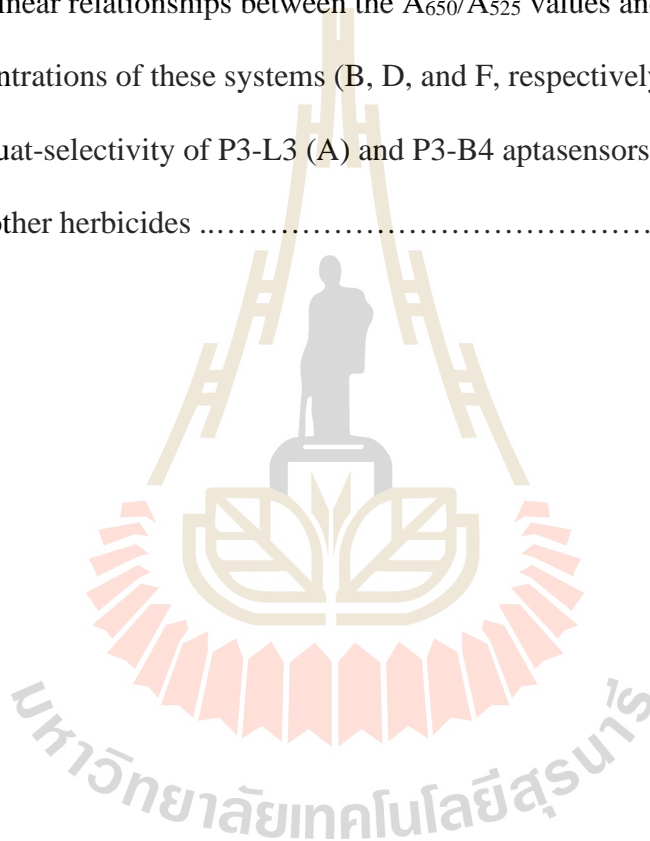 linear relationships between the A650/A525 values and
ntrations of these systems (B, D, and F, respectively
uat-selectivity of P3-L3 (A) and P3-B4 aptasensors
other herbicides ……………………………………
มหาวิทยาลัยเทคโนโลยีสุรนารี